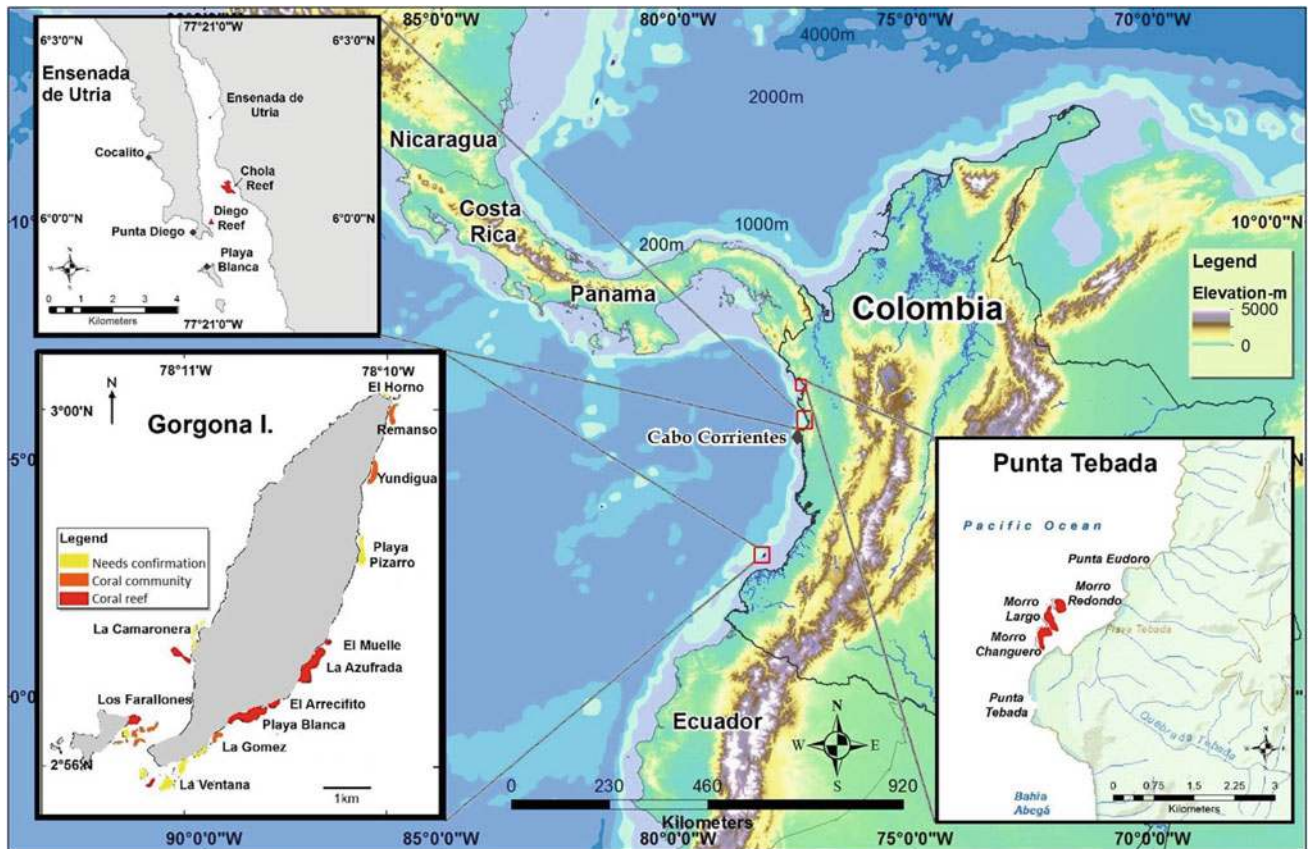 85°0'0"W
80°0'0"W
75°0'0"W
70°0'0"W
4000m
2000m
1000m
200m
Nicaragua
Costa
Rica
Panama
Colombia
Cabo Corrientes
Ecuador
10°0'0"N
Legend
Elevation-m
5000
0
N
W
E
S
0
230
460
920
Kilometers
90°0'0"W
85°0'0"W
80°0'0"W
75°0'0"W
70°0'0"W
77°21'0"W
6°3'0"N
6°3'0"N
Ensenada
de Utria
Ensenada de
Utria
Cocalito
Chola
Reef
Diego
Reef
6°0'0"N
6°0'0"N
Punta Diego
Playa
Blanca
0 1 2 3 4
Kilometers
77°21'0"W
78°11'W
78°10'W
N
3°00'N
Gorgona I.
El Horno
Remanso
Yundigua
Playa
Pizarro
Legend
Needs confirmation
Coral community
Coral reef
La Camaronera
El Muelle
La Azufrada
Los Farallones
El Arrecifito
Playa Blanca
La Gomez
2°56'N
La Ventana
1km
Punta Tebada
Pacific Ocean
Punta Eudoro
Morro
Redondo
Morro
Largo
Playa Tebada
Morro
Changuero
Punta
Tebada
Quebrada Tebada
Bahia
Abegá
0 0.75 1.5 2.25 3
Kilometers